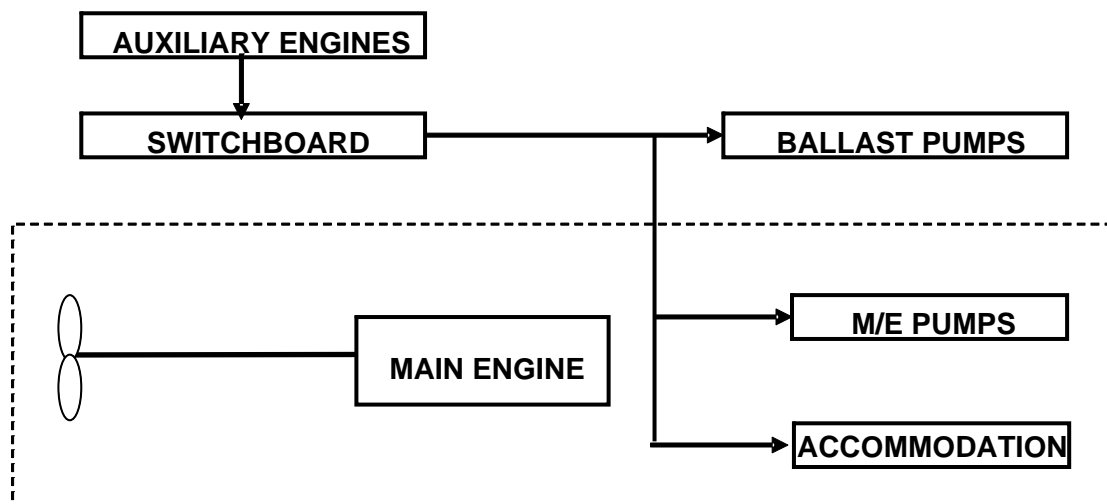 AUXILIARY ENGINES
SWITCHBOARD
BALLAST PUMPS
M/E PUMPS
MAIN ENGINE
ACCOMMODATION